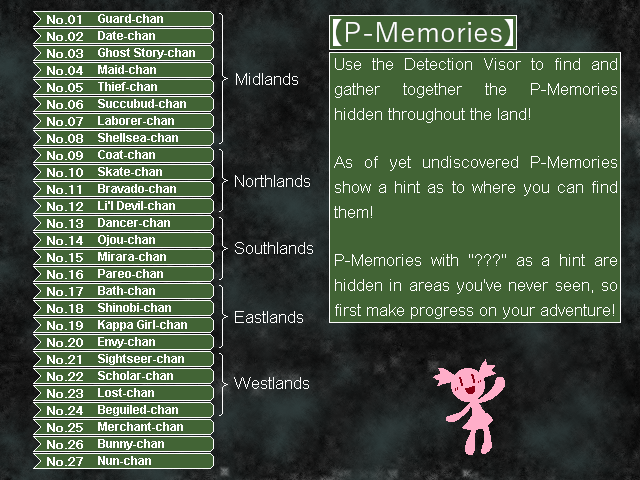 No.01 Guard-chan
No.02 Date-chan
No.03 Ghost Story-chan
No.04 Maid-chan
No.05 Thief-chan
No.06 Succubud-chan
No.07 Laborer-chan
No.08 Shellsea-chan
No.09 Coat-chan
No.10 Skate-chan
No.11 Bravado-chan
No.12 Li'l Devil-chan
No.13 Dancer-chan
No.14 Ojou-chan
No.15 Mirara-chan
No.16 Pareo-chan
No.17 Bath-chan
No.18 Shinobi-chan
No.19 Kappa Girl-chan
No.20 Envy-chan
No.21 Sightseer-chan
No.22 Scholar-chan
No.23 Lost-chan
No.24 Beguiled-chan
No.25 Merchant-chan
No.26 Bunny-chan
No.27 Nun-chan
Midlands
Northlands
Southlands
Eastlands
Westlands
【P-Memories】
Use the Detection Visor to find and
gather together the P-Memories
hidden throughout the land!
As of yet undiscovered P-Memories
show a hint as to where you can find
them!
P-Memories with "???" as a hint are
hidden in areas you've never seen, so
first make progress on your adventure!